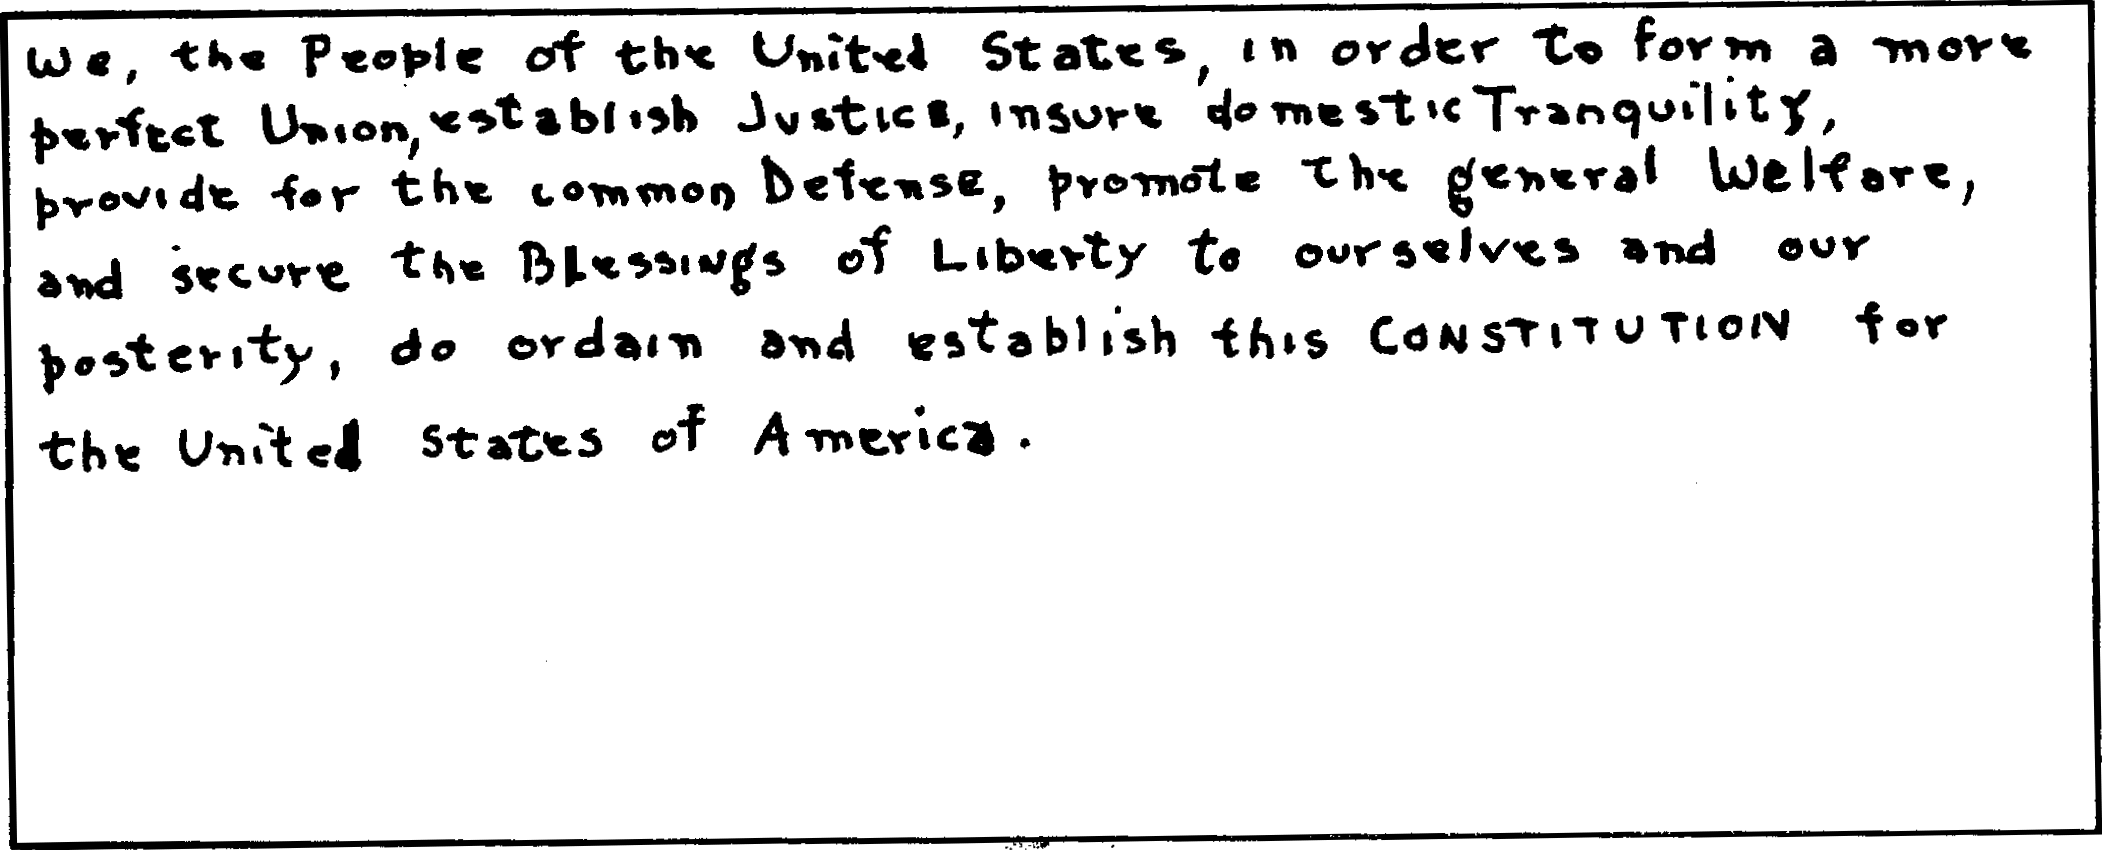 We, the People of the United States, in order to form a more
perfect Union, establish Justice, insure domestic Tranquility,
provide for the common Defense, promote the general Welfare,
and secure the Blessings of Liberty to ourselves and our
posterity, do ordain and establish this CONSTITUTION for
the United States of America.